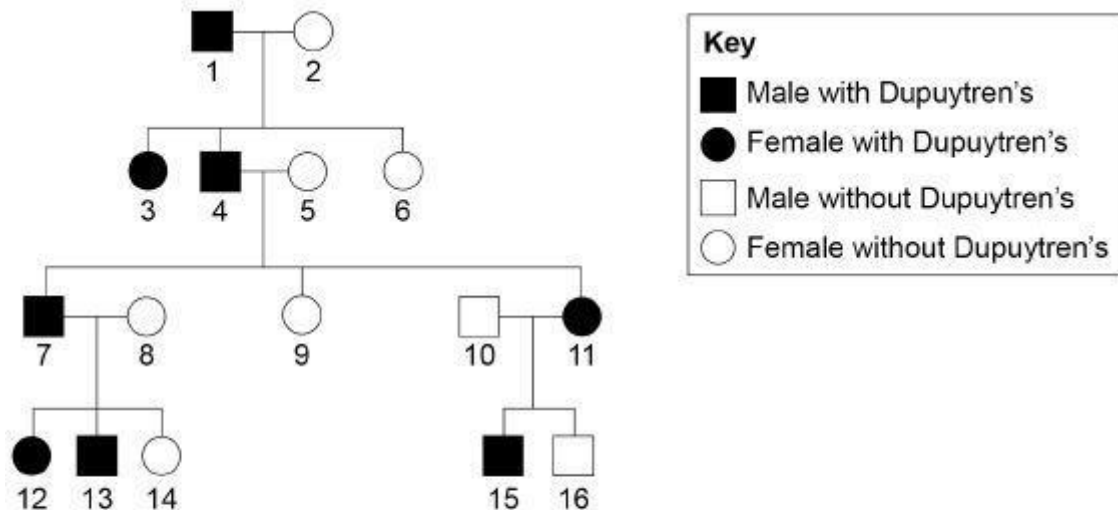 1 2
3 4 5 6
7 8 9 10 11
12 13 14 15 16
Key
Male with Dupuytren's
Female with Dupuytren's
Male without Dupuytren's
Female without Dupuytren's